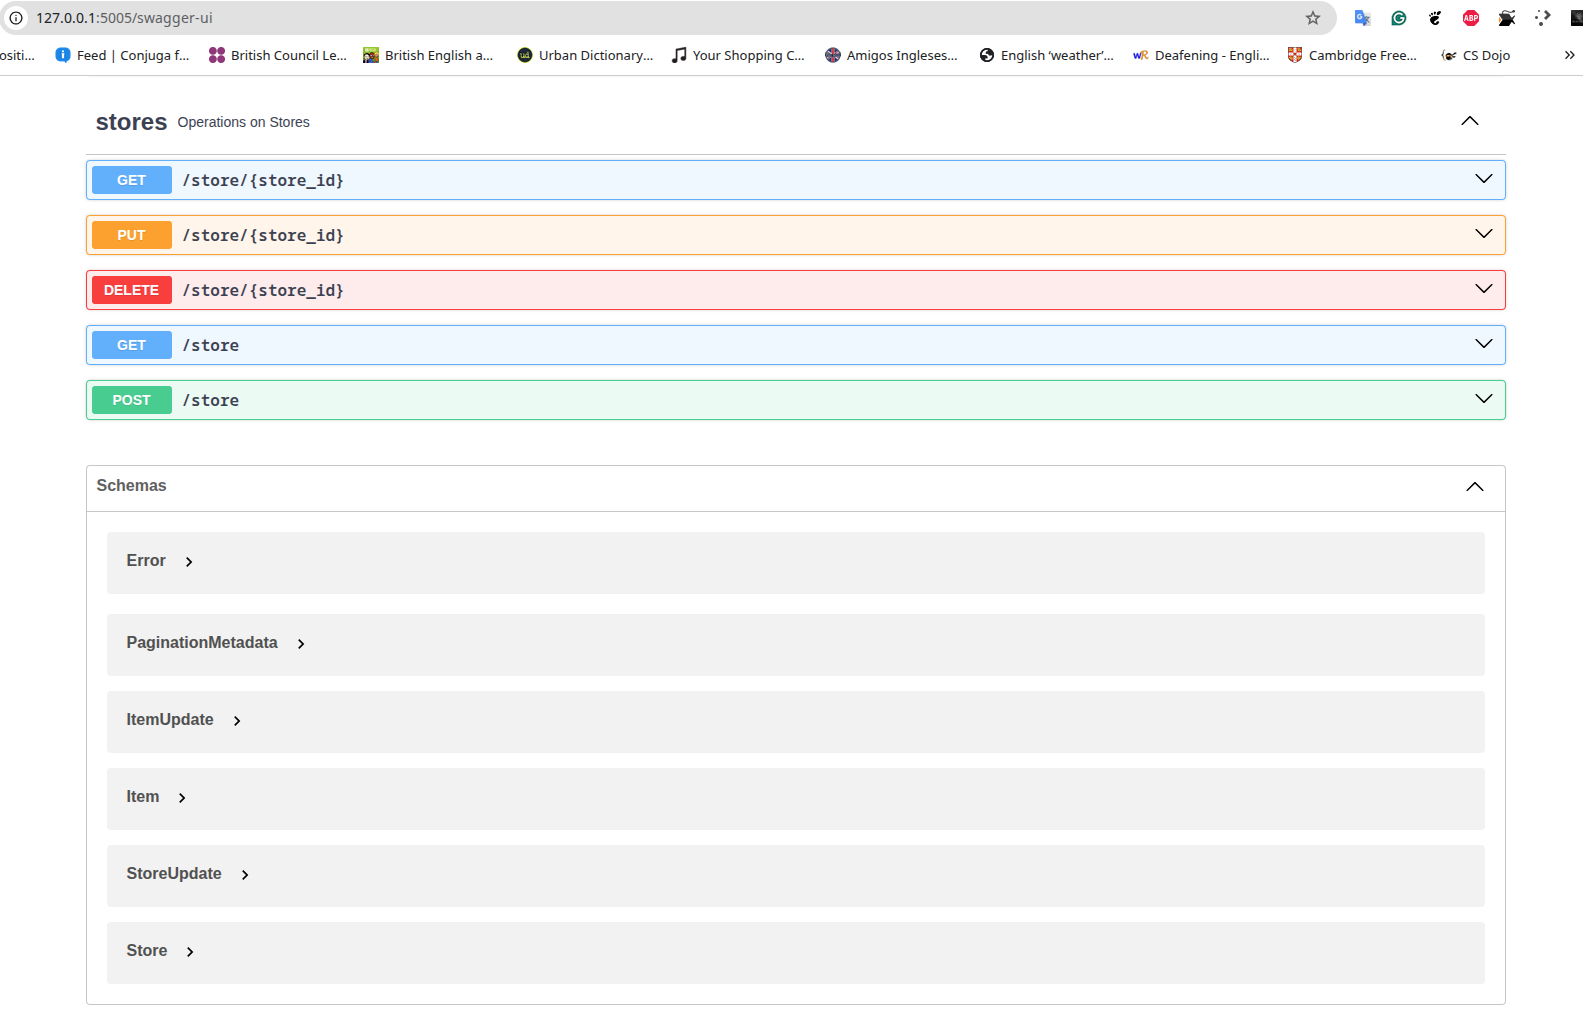 127.0.0.1:5005/swagger-ui
ositi... Feed | Conjuga f... British Council Le... British English a... Urban Dictionary... Your Shopping C... Amigos Ingleses... English ‘weather’... Deafening - Engli... Cambridge Free... CS Dojo »
stores Operations on Stores
GET /store/{store_id}
PUT /store/{store_id}
DELETE /store/{store_id}
GET /store
POST /store
Schemas
Error
PaginationMetadata
ItemUpdate
Item
StoreUpdate
Store